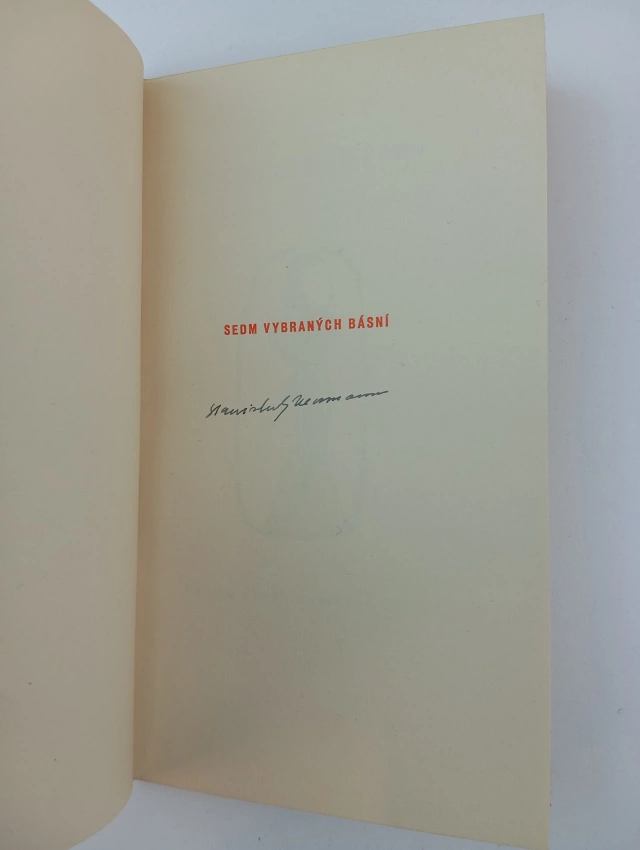 SEDM VYBRANÝCH BÁSNÍ
Stanislav Neumann